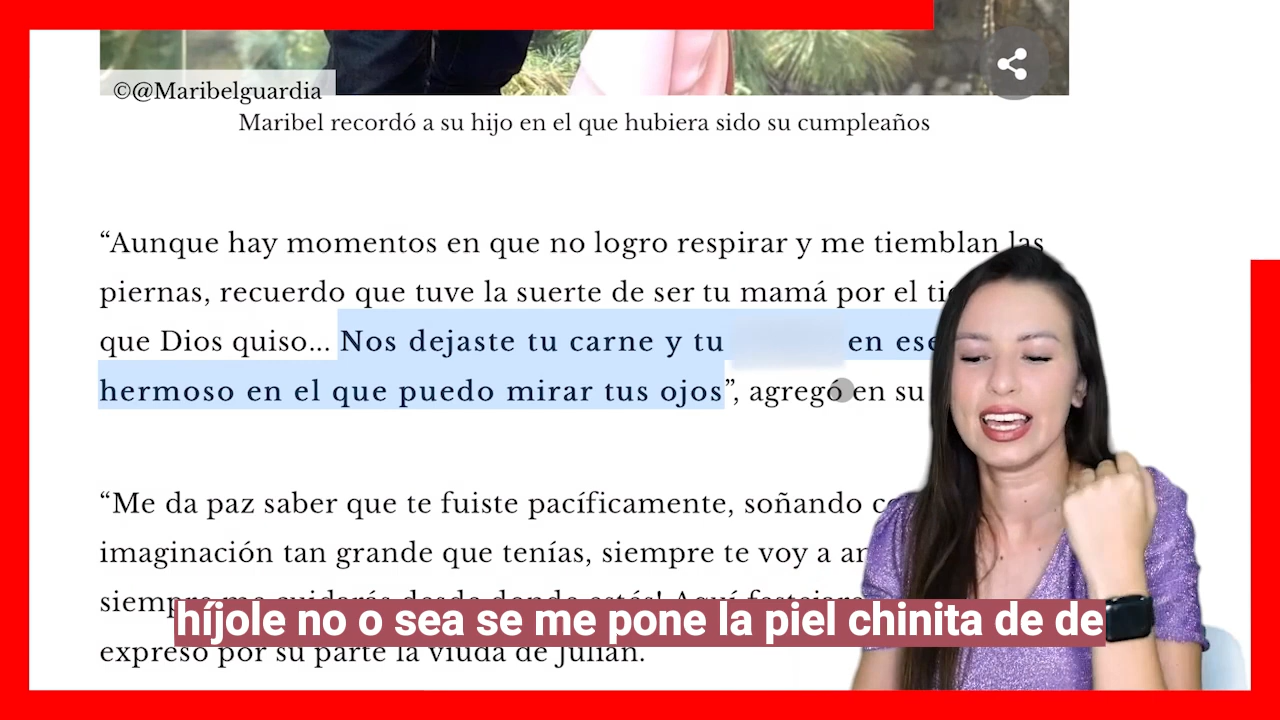 ©@Maribelguardia
Maribel recordó a su hijo en el que hubiera sido su cumpleaños
“Aunque hay momentos en que no logro respirar y me tiemblan las
piernas, recuerdo que tuve la suerte de ser tu mamá por el
que Dios quiso... Nos dejaste tu carne y tu en ese
hermoso en el que puedo mirar tus ojos”, agregó en su
“Me da paz saber que te fuiste pacíficamente, soñando
imaginación tan grande que tenías, siempre te voy a
híjole no o sea se me pone la piel chinita de de
expresó por su parte la viuda de Julián.